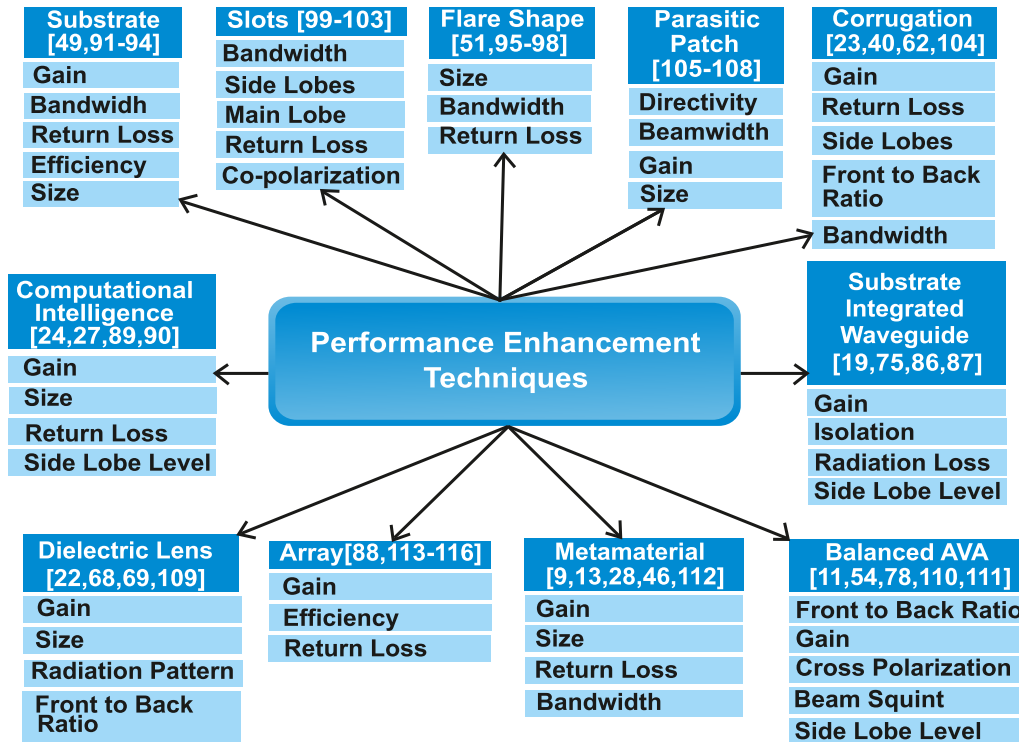 Substrate
[49,91-94]
Gain
Bandwidh
Return Loss
Efficiency
Size
Slots [99-103]
Bandwidth
Side Lobes
Main Lobe
Return Loss
Co-polarization
Flare Shape
[51,95-98]
Size
Bandwidth
Return Loss
Parasitic
Patch
[105-108]
Directivity
Beamwidth
Gain
Size
Corrugation
[23,40,62,104]
Gain
Return Loss
Side Lobes
Front to Back
Ratio
Bandwidth
Computational
Intelligence
[24,27,89,90]
Gain
Size
Return Loss
Side Lobe Level
Performance Enhancement
Techniques
Substrate
Integrated
Waveguide
[19,75,86,87]
Gain
Isolation
Radiation Loss
Side Lobe Level
Dielectric Lens
[22,68,69,109]
Gain
Size
Radiation Pattern
Front to Back
Ratio
Array[88,113-116]
Gain
Efficiency
Return Loss
Metamaterial
[9,13,28,46,112]
Gain
Size
Return Loss
Bandwidth
Balanced AVA
[11,54,78,110,111]
Front to Back Ratio
Gain
Cross Polarization
Beam Squint
Side Lobe Level